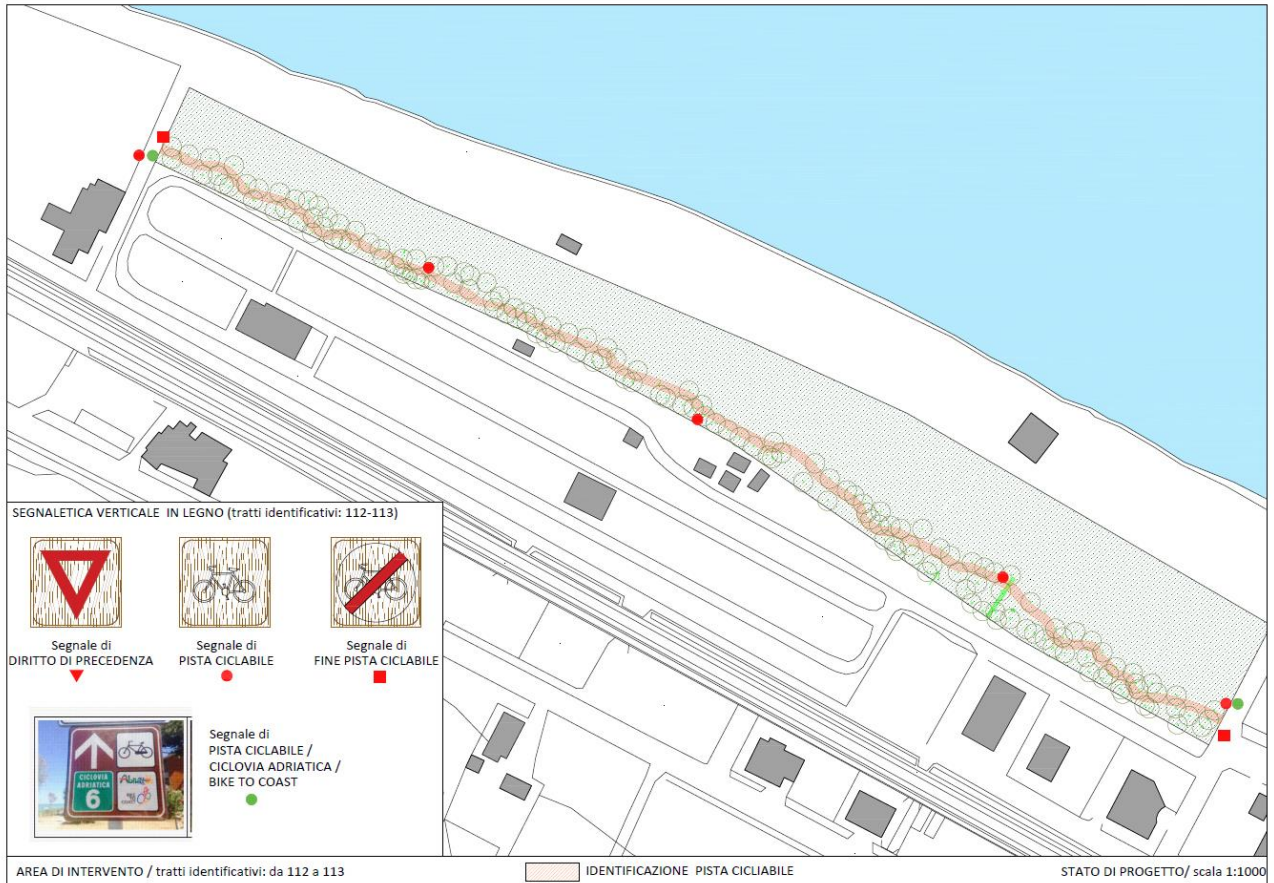 SEGNALETICA VERTICALE IN LEGNO (tratti identificativi: 112-113)
Segnale di
DIRITTO DI PRECEDENZA
Segnale di
PISTA CICLABILE
Segnale di
FINE PISTA CICLABILE
CICLOVIA
ADRIATICA
6
Segnale di
PISTA CICLABILE /
CICLOVIA ADRIATICA /
BIKE TO COAST
AREA DI INTERVENTO / tratti identificativi: da 112 a 113
IDENTIFICAZIONE PISTA CICLIABILE
STATO DI PROGETTO/ scala 1:1000